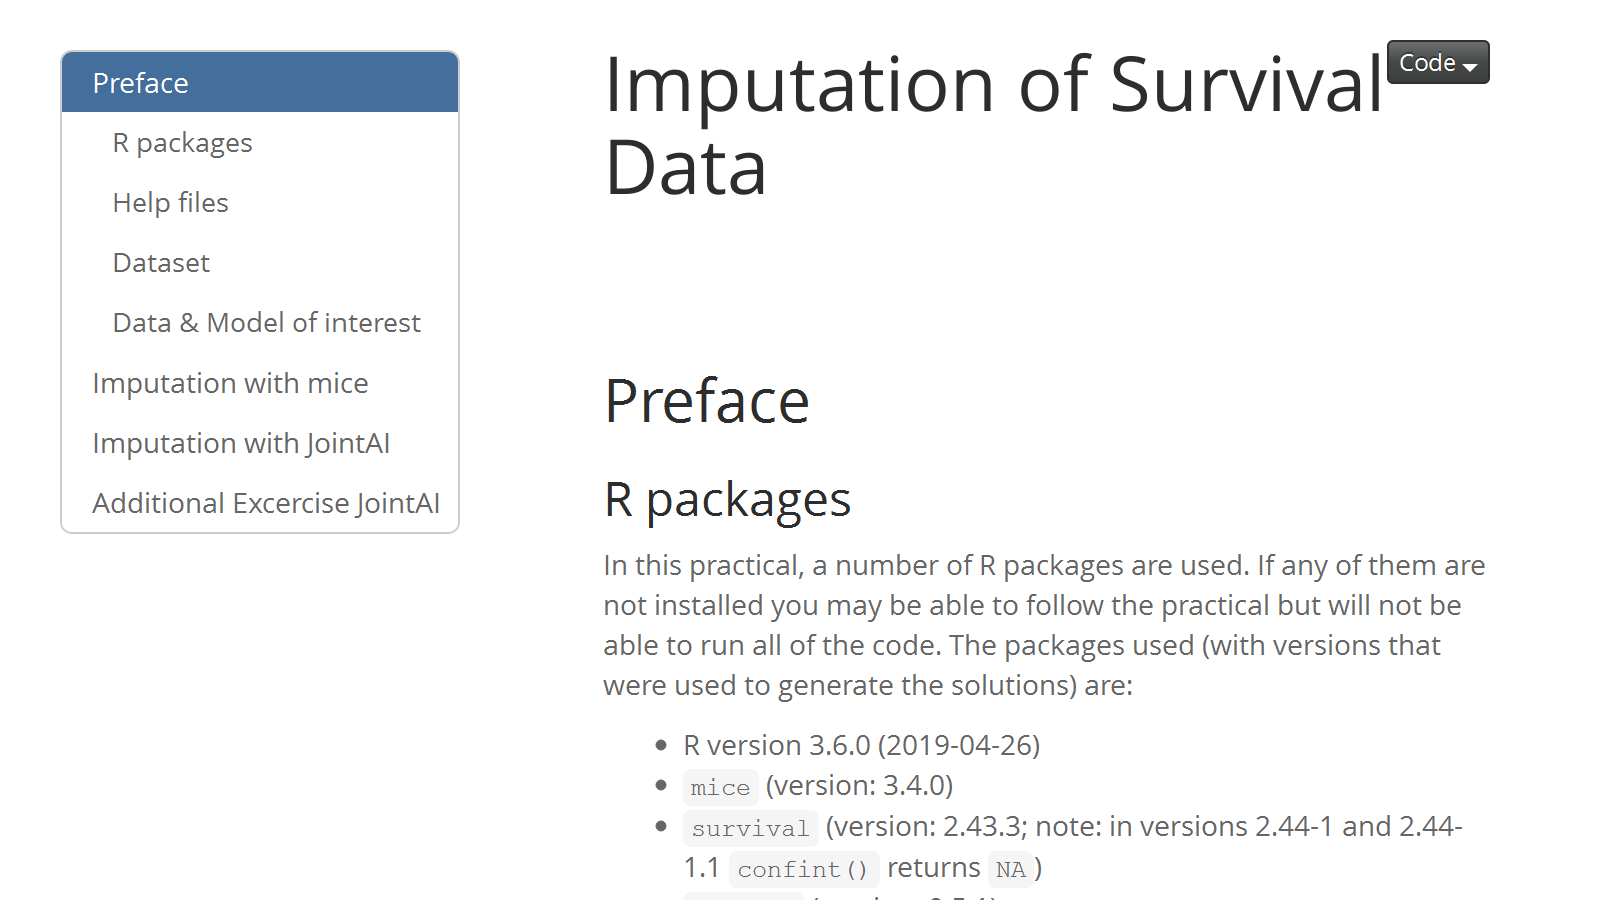 Preface
R packages
Help files
Dataset
Data & Model of interest
Imputation with mice
Imputation with JointAI
Additional Excercise JointAI
Imputation of Survival
Data
Code
Preface
R packages
In this practical, a number of R packages are used. If any of them are
not installed you may be able to follow the practical but will not be
able to run all of the code. The packages used (with versions that
were used to generate the solutions) are:
R version 3.6.0 (2019-04-26)
mice (version: 3.4.0)
survival (version: 2.43.3; note: in versions 2.44-1 and 2.44-
1.1 confint() returns NA)